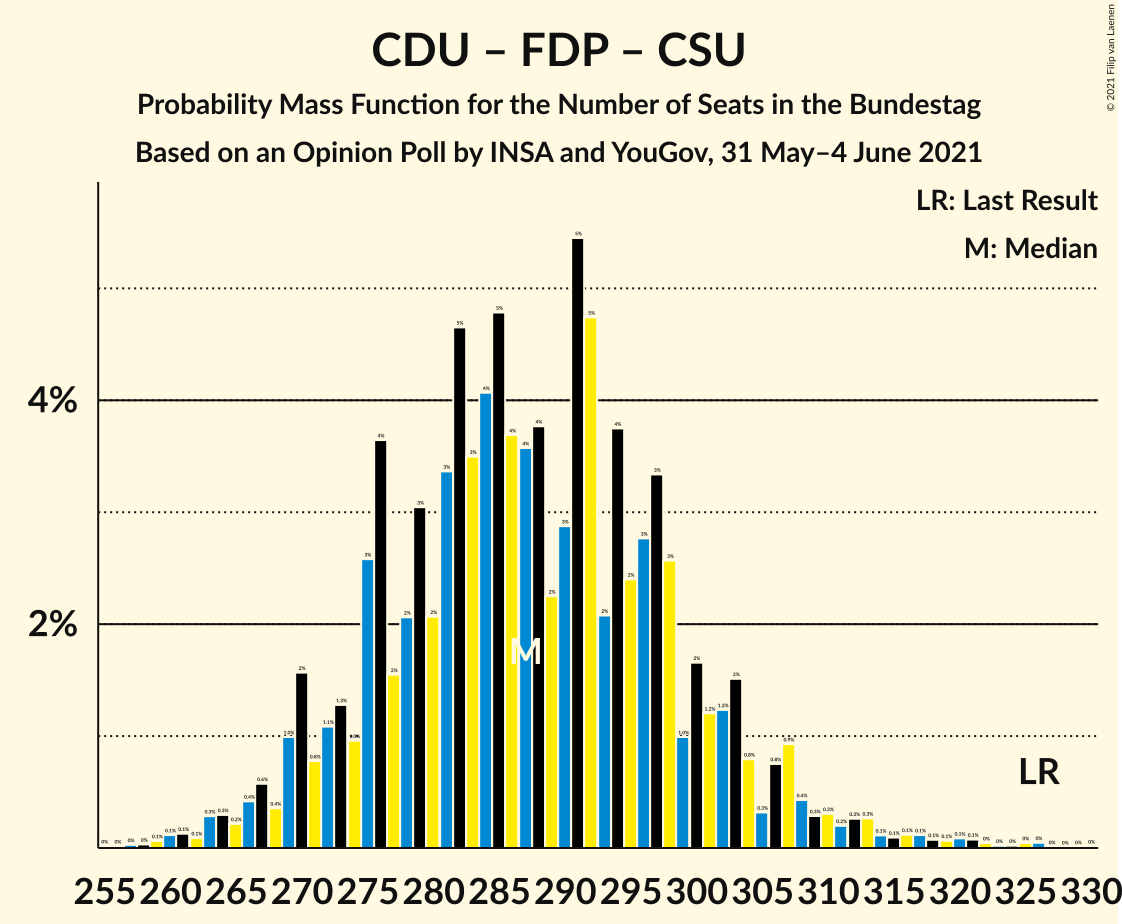 CDU – FDP – CSU
Probability Mass Function for the Number of Seats in the Bundestag
Based on an Opinion Poll by INSA and YouGov, 31 May–4 June 2021
© 2021 Filip van Laenen
LR: Last Result
M: Median
4%
2%
M
LR
255 260 265 270 275 280 285 290 295 300 305 310 315 320 325 330